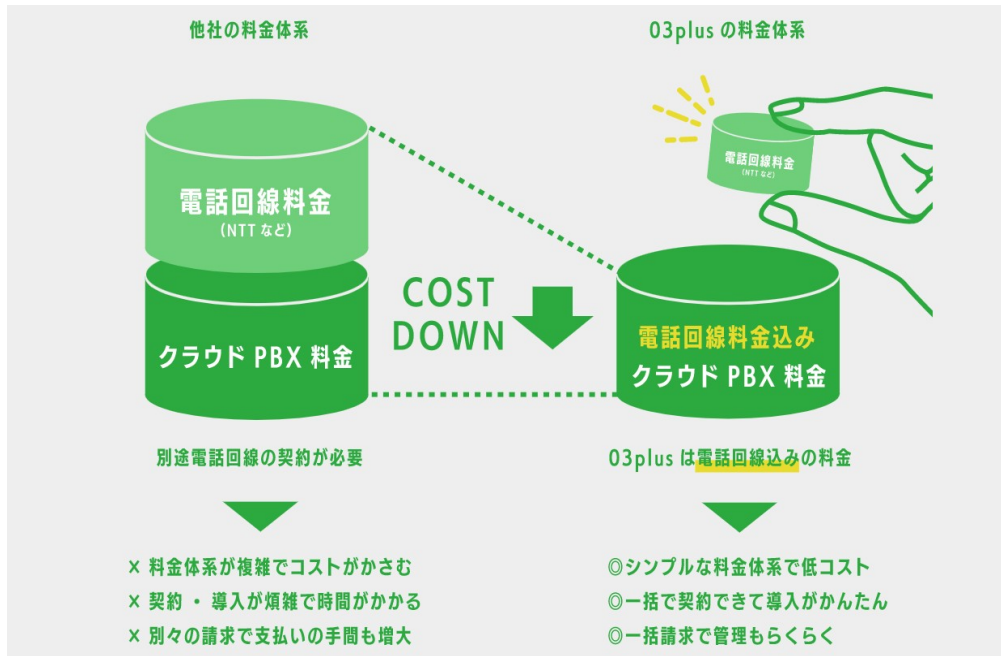 他社の料金体系
03plus の料金体系
電話回線料金
(NTT など)
電話回線料金
(NTT など)
クラウド PBX 料金
COST
DOWN
電話回線料金込み
クラウド PBX 料金
別途電話回線の契約が必要
03plus は電話回線込みの料金
× 料金体系が複雑でコストがかさむ
× 契約 ・ 導入が煩雑で時間がかかる
× 別々の請求で支払いの手間も増大
◎シンプルな料金体系で低コスト
◎一括で契約できて導入がかんたん
◎一括請求で管理もらくらく